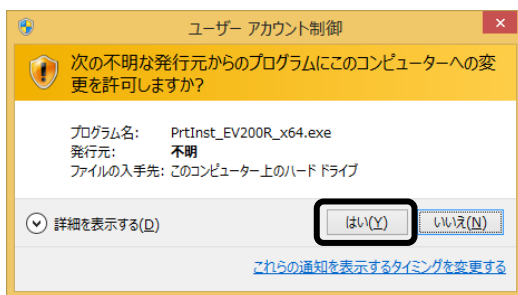 ユーザー アカウント制御
次の不明な発行元からのプログラムにこのコンピューターへの変
更を許可しますか?
プログラム名: PrtInst_EV200R_x64.exe
発行元: 不明
ファイルの入手先: このコンピューター上のハード ドライブ
詳細を表示する(D) はい(Y) いいえ(N)
これらの通知を表示するタイミングを変更する